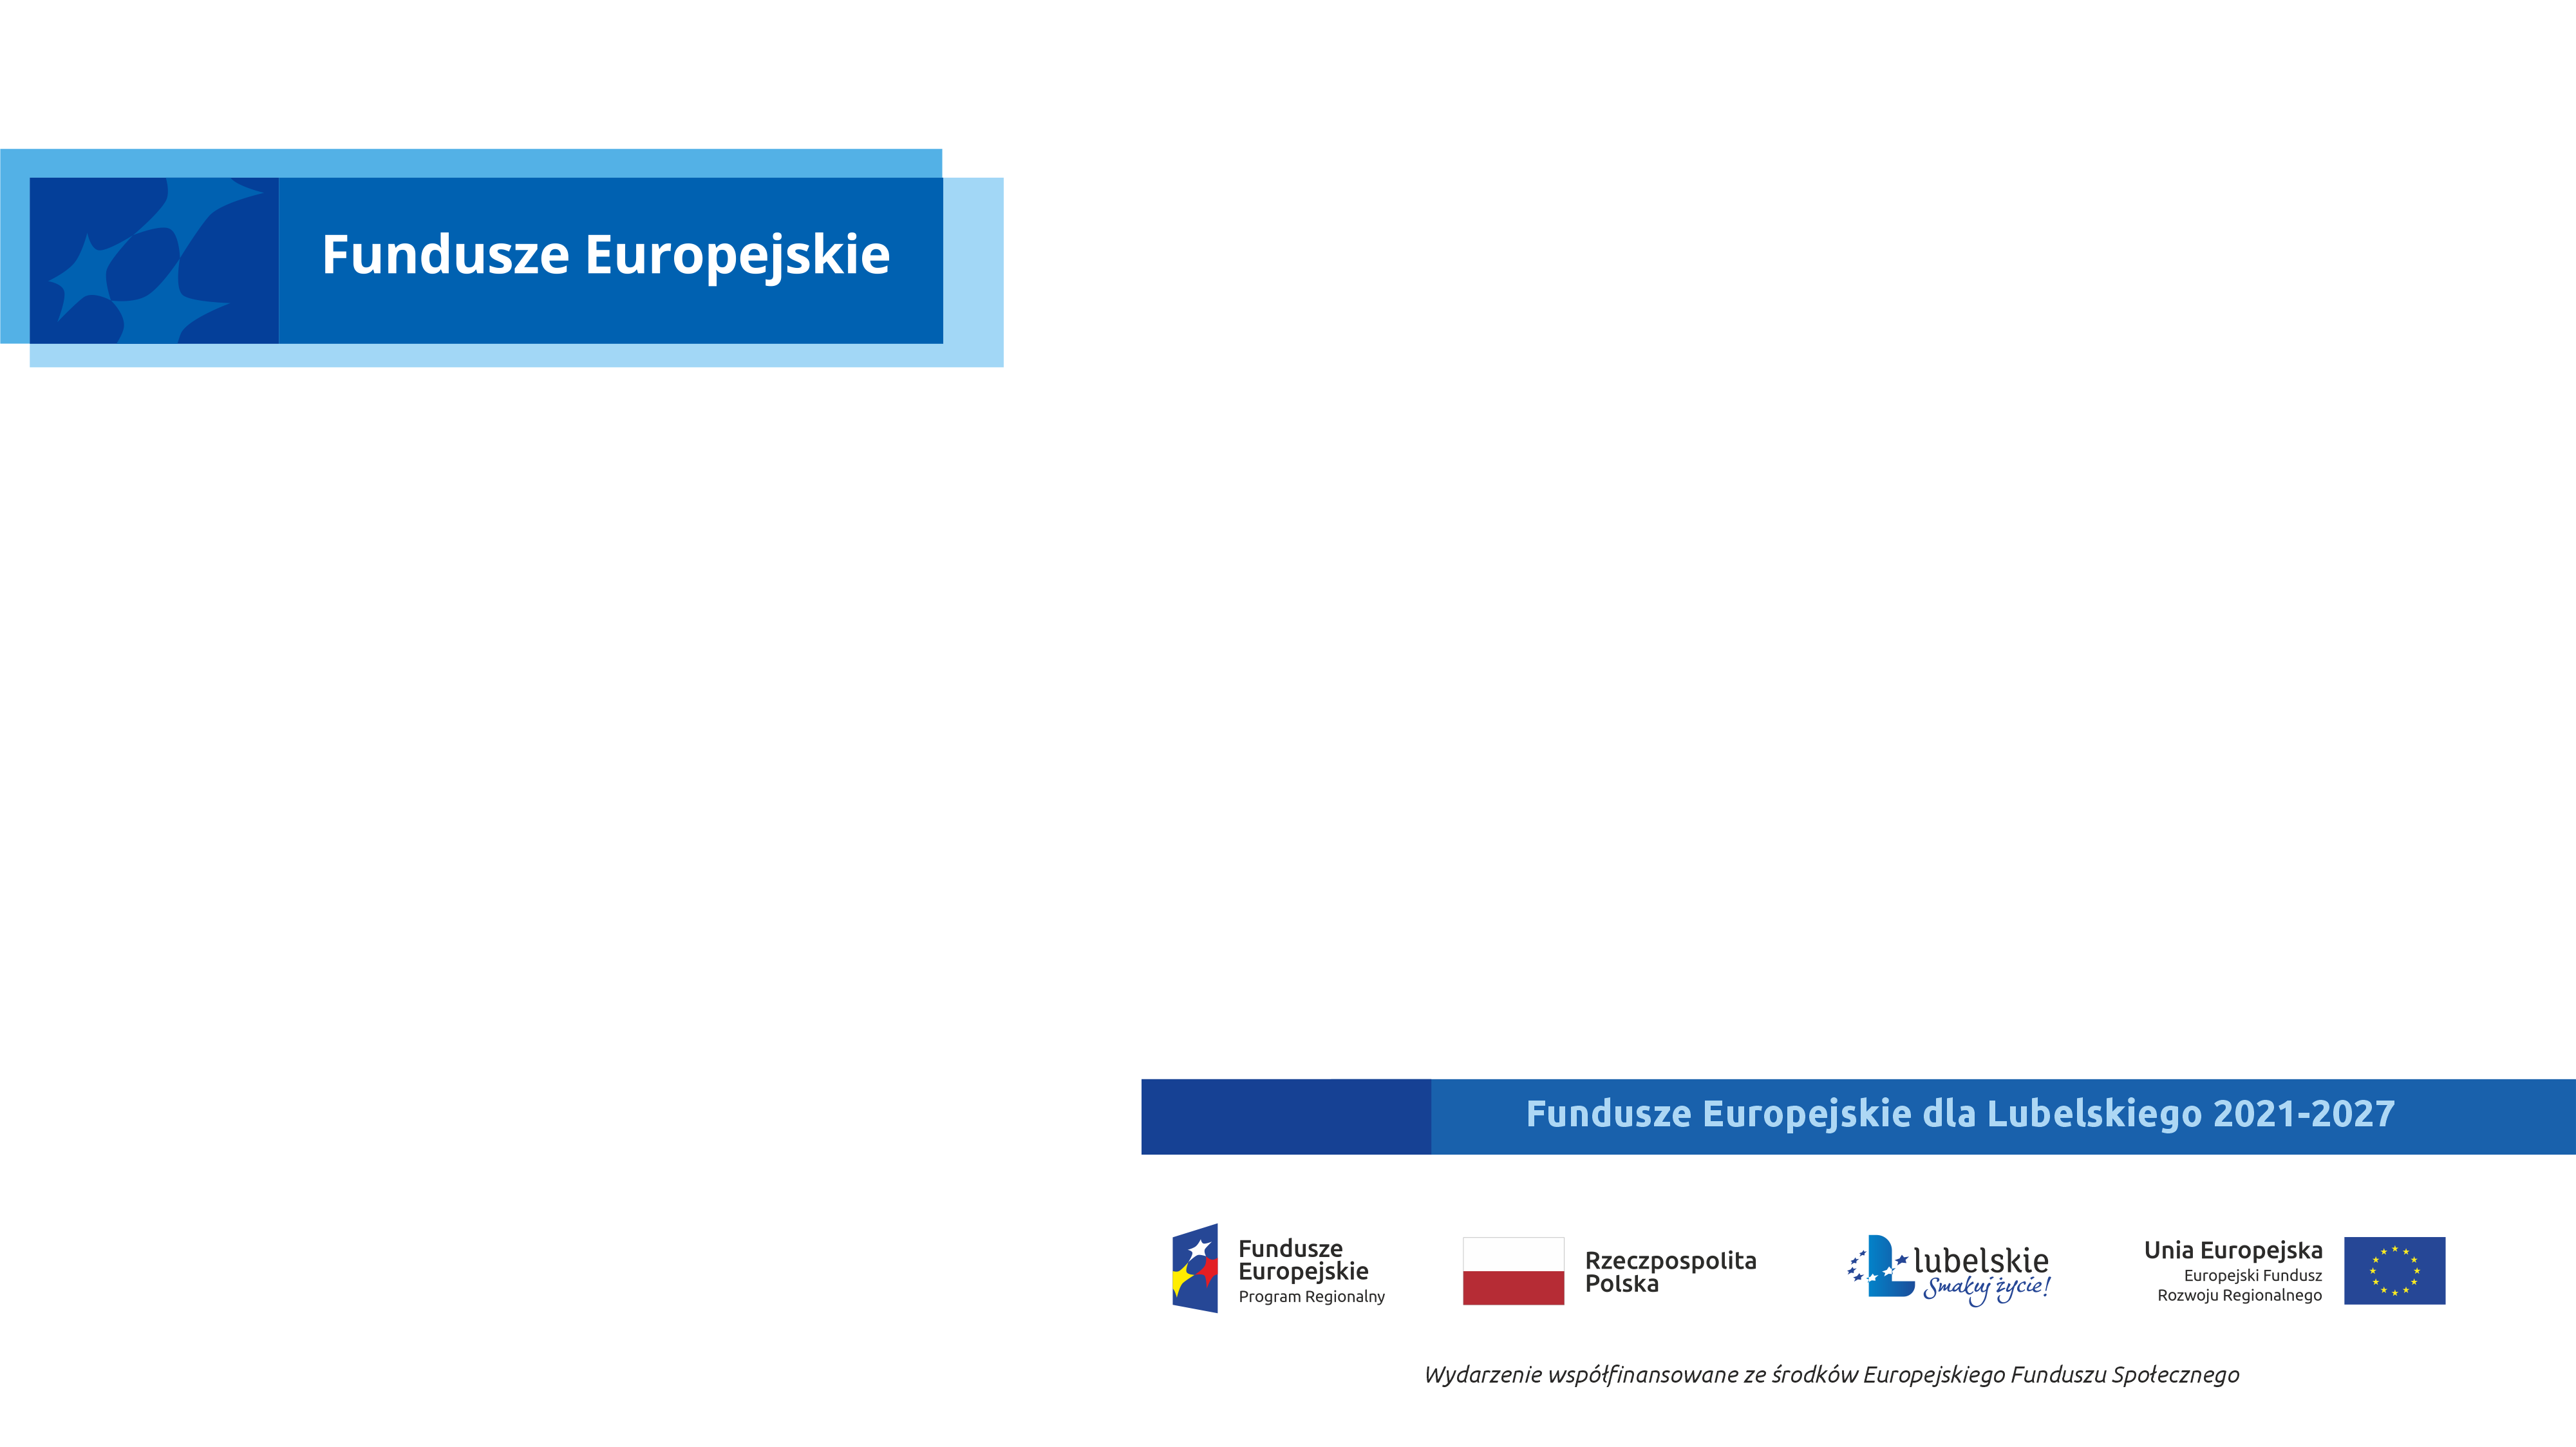 Fundusze Europejskie
Fundusze Europejskie dla Lubelskiego 2021-2027
Fundusze
Europejskie
Program Regionalny
Rzeczpospolita
Polska
lubelskie
Smakuj życie!
Unia Europejska
Europejski Fundusz
Rozwoju Regionalnego
Wydarzenie współfinansowane ze środków Europejskiego Funduszu Społecznego